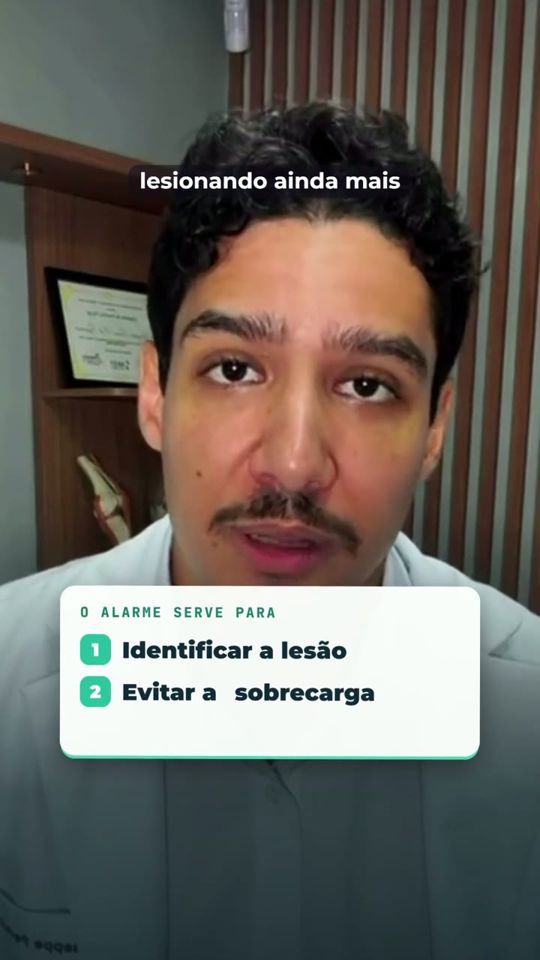 lesionando ainda mais
O ALARME SERVE PARA
1 Identificar a lesão
2 Evitar a sobrecarga